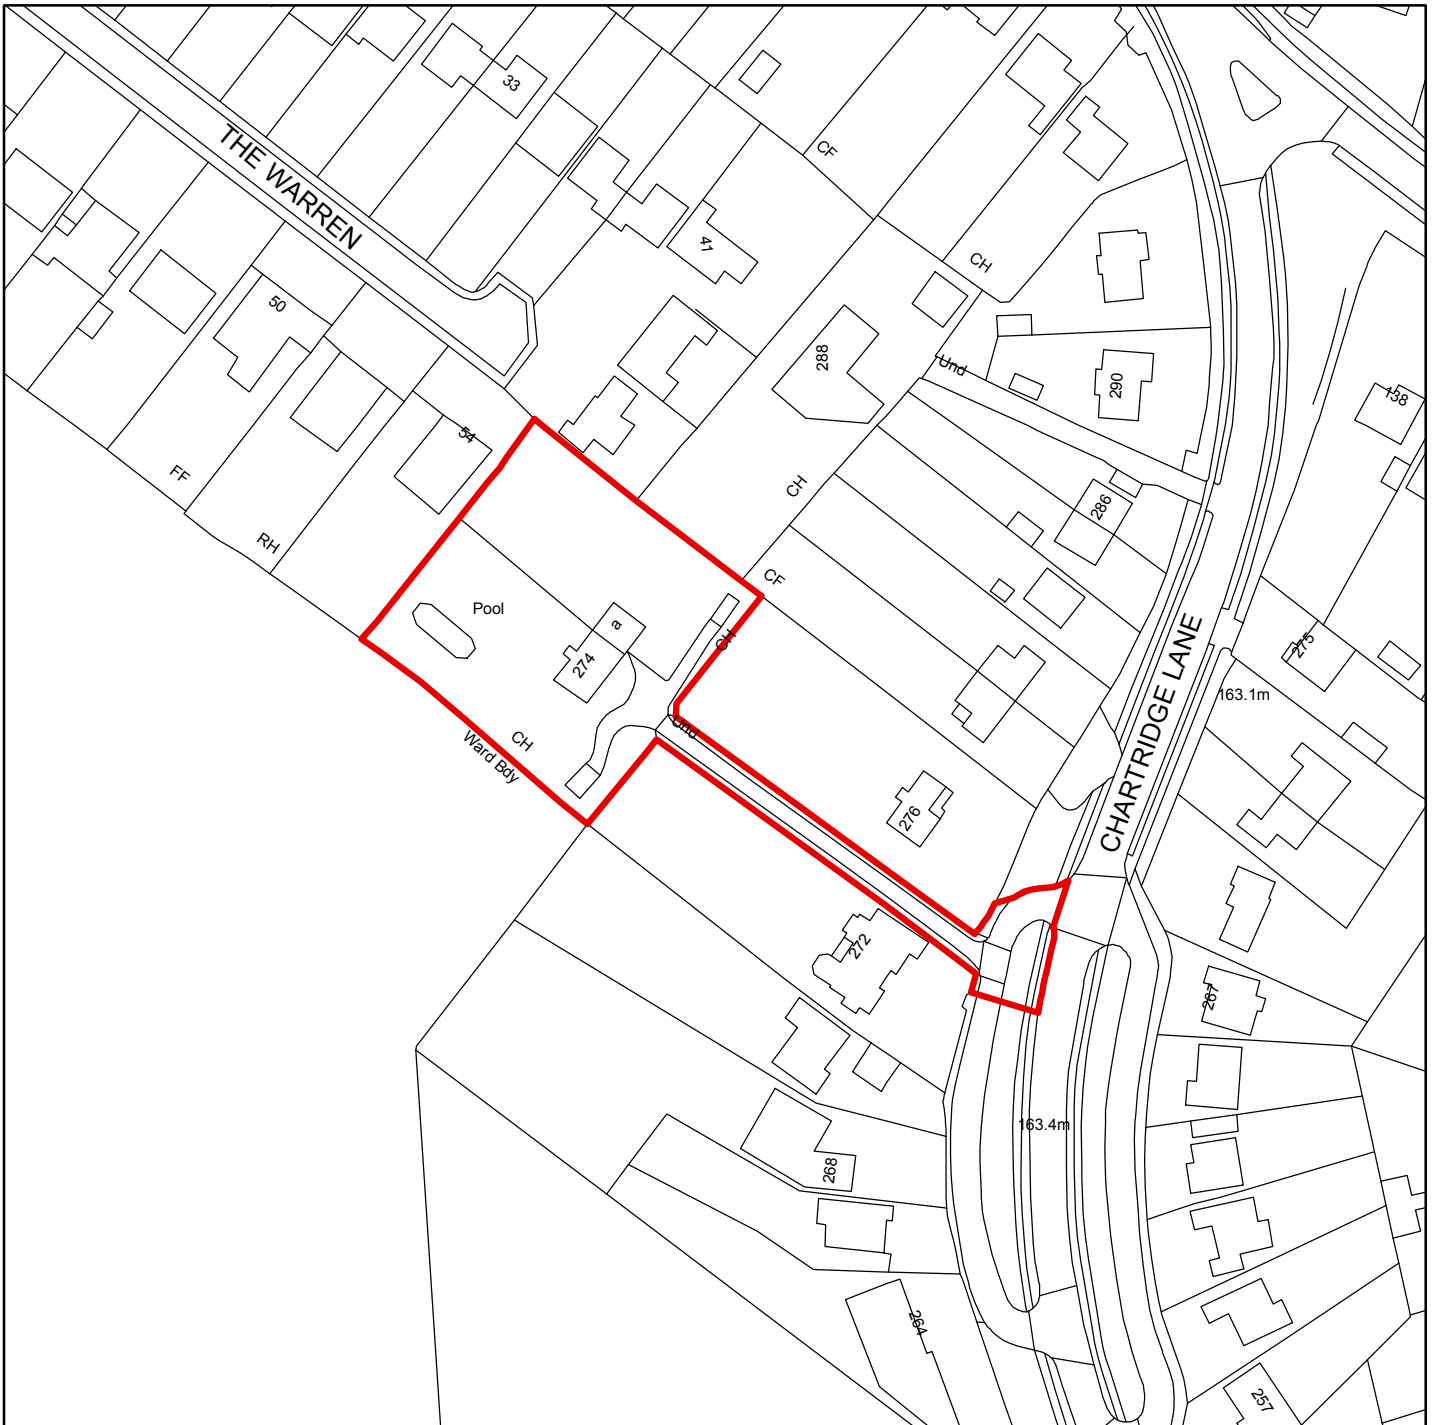 33
THE WARREN
CF
41
CH
50
288
Und
290
138
54
CH
FF
286
RH
CF
Pool
a
CH
275
274
163.1m
Und
CH
Ward Bdy
CHARTRIDGE LANE
276
272
267
163.4m
268
264
257